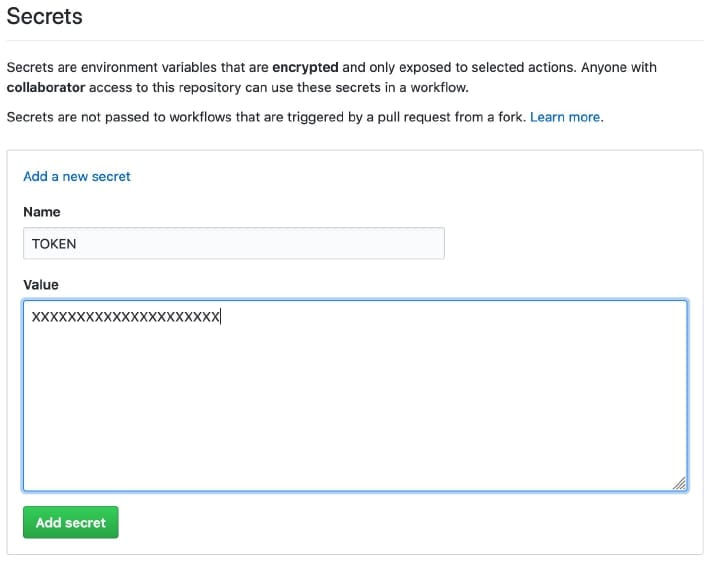 Secrets
Secrets are environment variables that are encrypted and only exposed to selected actions. Anyone with
collaborator access to this repository can use these secrets in a workflow.
Secrets are not passed to workflows that are triggered by a pull request from a fork. Learn more.
Add a new secret
Name
TOKEN
Value
XXXXXXXXXXXXXXXXXXXXX
Add secret